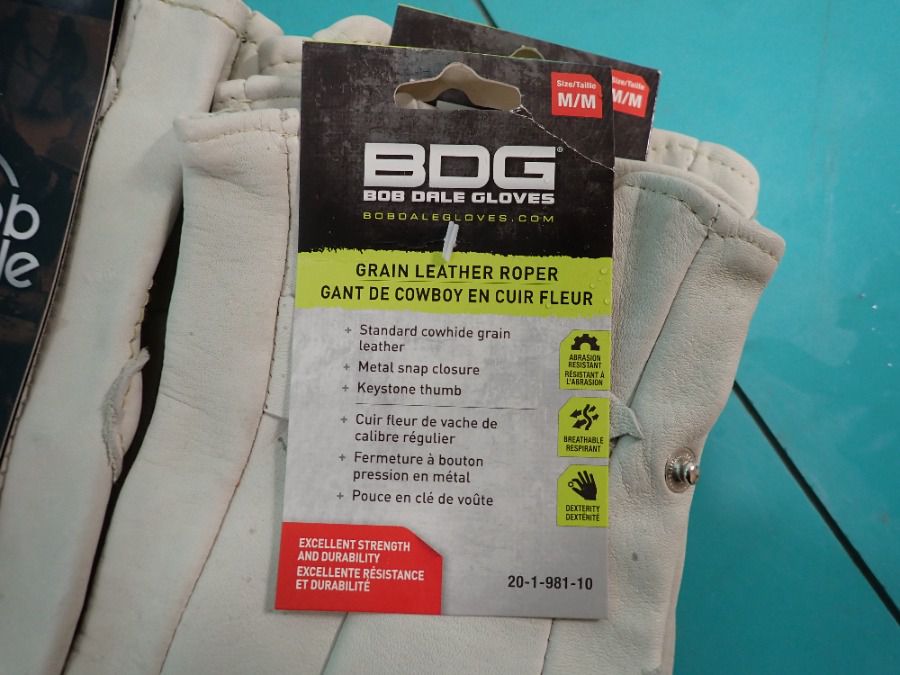 Size/Taille
M/M
Size/Taille
M/M
BDG®
BOB DALE GLOVES
BOBDALEGLOVES.COM
GRAIN LEATHER ROPER
GANT DE COWBOY EN CUIR FLEUR
+ Standard cowhide grain
leather
+ Metal snap closure
+ Keystone thumb
+ Cuir fleur de vache de
calibre régulier
+ Fermeture à bouton
pression en métal
+ Pouce en clé de voûte
ABRASION
RESISTANT
RÉSISTANT À
L'ABRASION
BREATHABLE
RESPIRANT
DEXTERITY
DEXTÉRITÉ
EXCELLENT STRENGTH
AND DURABILITY
EXCELLENTE RÉSISTANCE
ET DURABILITÉ
20-1-981-10